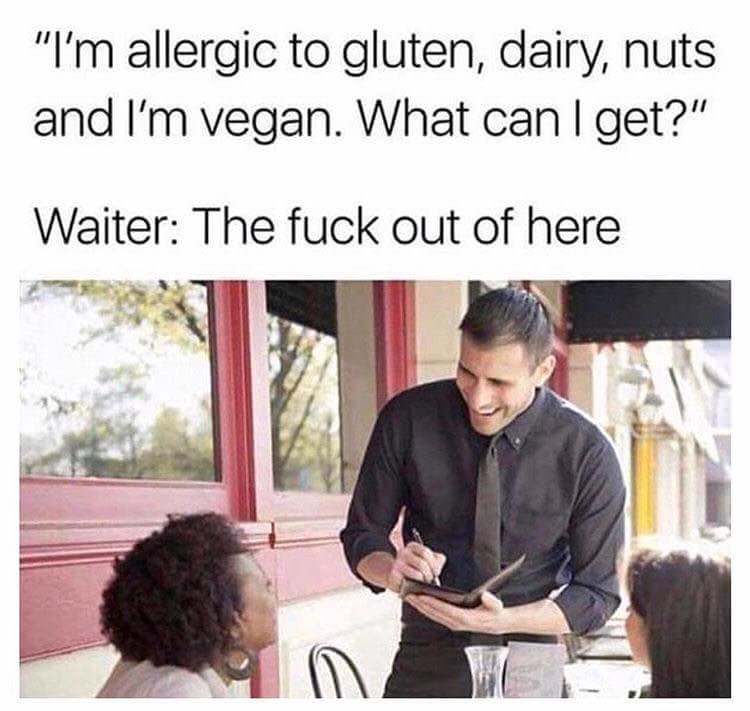 "I'm allergic to gluten, dairy, nuts
and I'm vegan. What can I get?"
Waiter: The fuck out of here